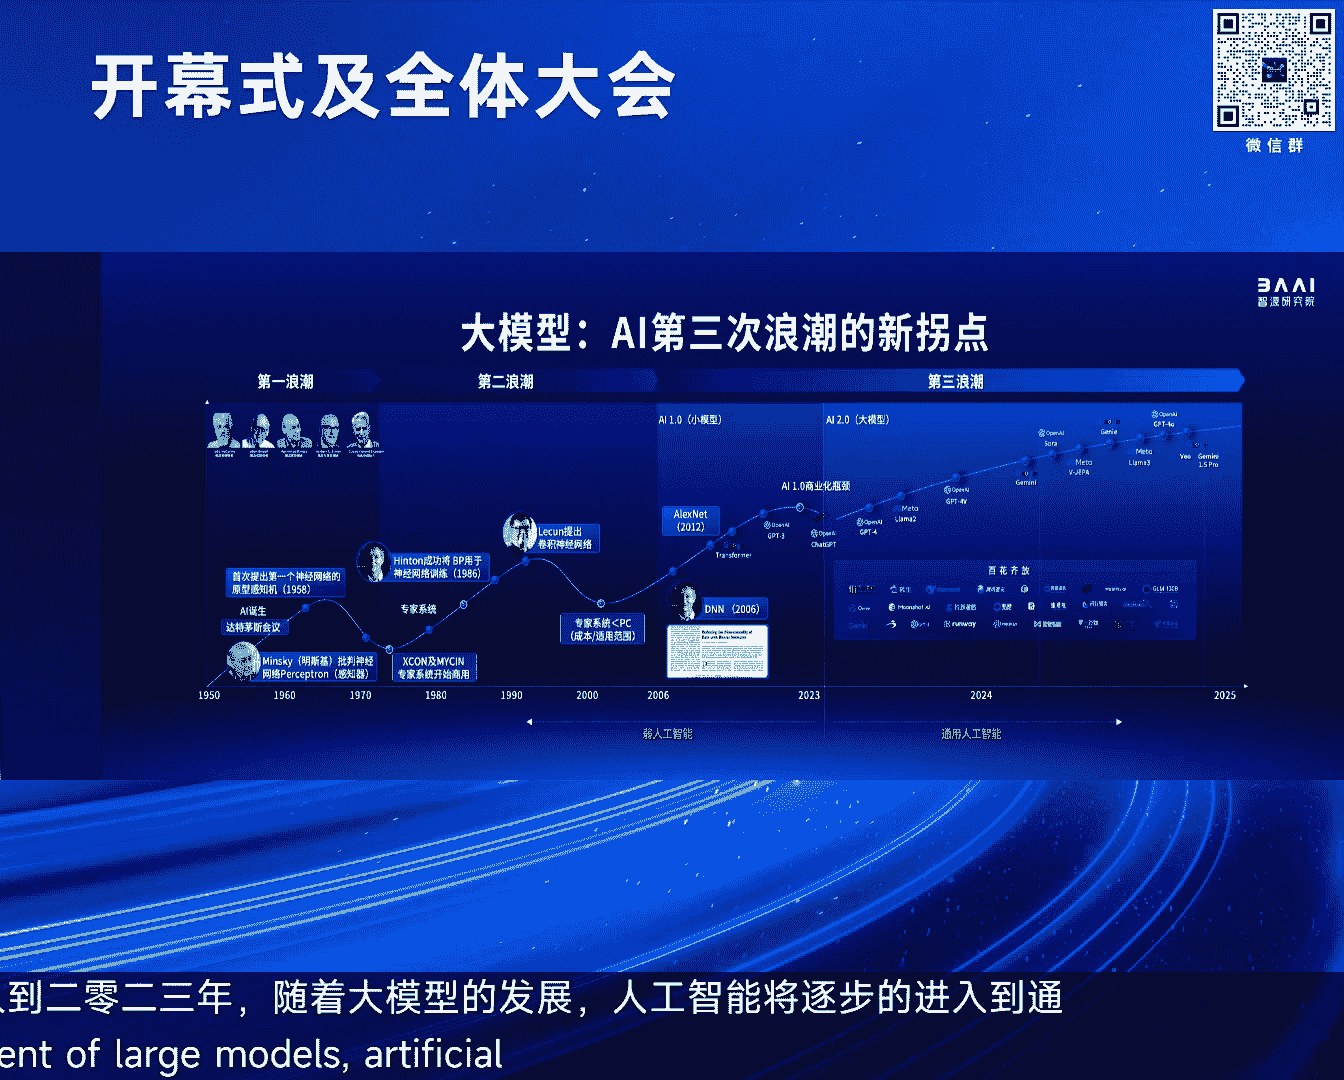 开幕式及全体大会
微信群
BAAI
智源研究院
大模型：AI第三次浪潮的新拐点
第一浪潮
第二浪潮
第三浪潮
AI 1.0（小模型）
AI 2.0（大模型）
OpenAI
GPT-4o
OpenAI
Sora
Genie
Meta
Llama3
Veo
Gemini
1.5 Pro
Meta
V-JEPA
Gemini
AI 1.0商业化瓶颈
OpenAI
GPT-4V
Meta
Llama2
OpenAI
GPT-4
OpenAI
ChatGPT
OpenAI
GPT-3
Transformer
AlexNet
（2012）
Lecun提出
卷积神经网络
Hinton成功将 BP用于
神经网络训练（1986）
首次提出第一个神经网络的
原型感知机（1958）
AI诞生
达特茅斯会议
专家系统
DNN（2006）
专家系统＜PC
（成本/适用范围）
Minsky（明斯基）批判神经
网络Perceptron（感知器）
XCON及MYCIN
专家系统开始商用
百花齐放
GLM-130B
Moonshot AI
runway
1950
1960
1970
1980
1990
2000
2006
2023
2024
2025
弱人工智能
通用人工智能
到二零二三年，随着大模型的发展，人工智能将逐步的进入到通
ent of large models, artificial